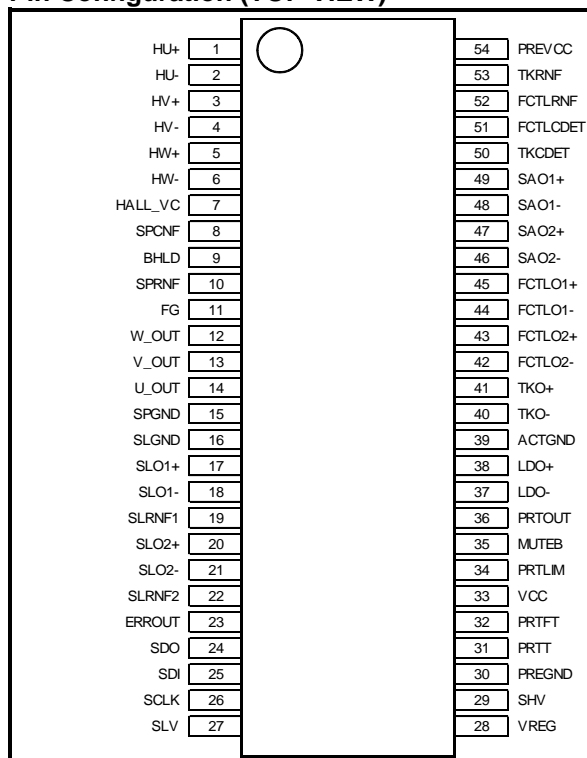 Pin Configuration (TOP VIEW)
HU+ 1 54 PREVCC
HU- 2 53 TKRNF
HV+ 3 52 FCTLRNF
HV- 4 51 FCTLCDET
HW+ 5 50 TKCDET
HW- 6 49 SAO1+
HALL_VC 7 48 SAO1-
SPCNF 8 47 SAO2+
BHLD 9 46 SAO2-
SPRNF 10 45 FCTLO1+
FG 11 44 FCTLO1-
W_OUT 12 43 FCTLO2+
V_OUT 13 42 FCTLO2-
U_OUT 14 41 TKO+
SPGND 15 40 TKO-
SLGND 16 39 ACTGND
SLO1+ 17 38 LDO+
SLO1- 18 37 LDO-
SLRNF1 19 36 PRTOUT
SLO2+ 20 35 MUTEB
SLO2- 21 34 PRTLIM
SLRNF2 22 33 VCC
ERROUT 23 32 PRTFT
SDO 24 31 PRTT
SDI 25 30 PREGND
SCLK 26 29 SHV
SLV 27 28 VREG